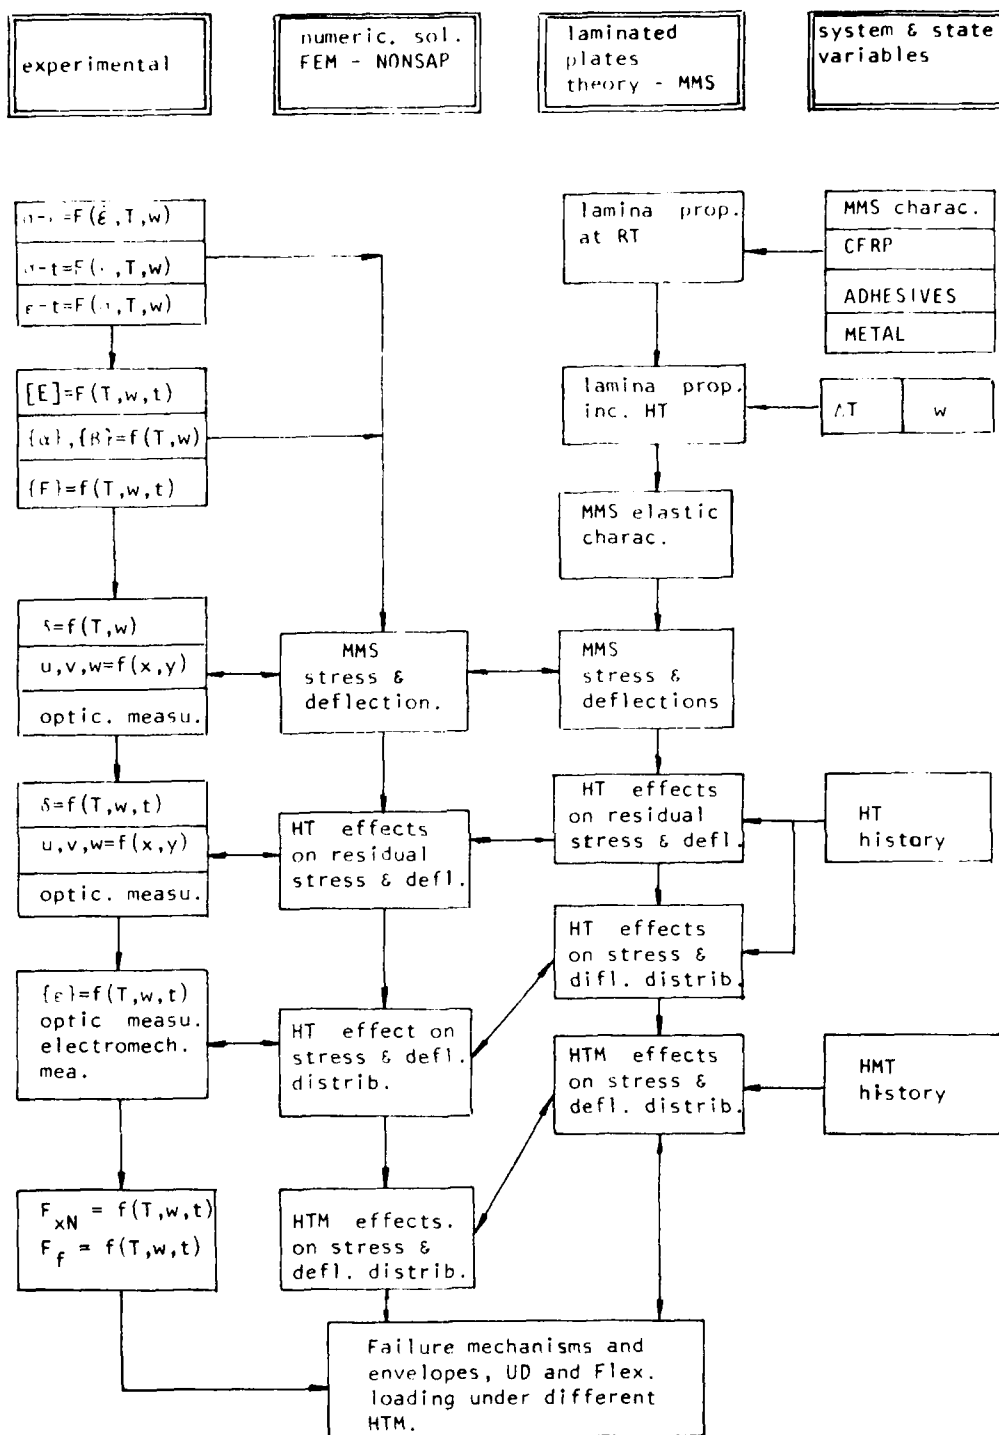 experimental
numeric. sol.
FEM - NONSAP
laminated
plates
theory - MMS
system & state
variables
=F(ε̇,T,w)
-t=F( ,T,w)
ε-t=F( ,T,w)
[E]=F(T,w,t)
{α},{β}=f(T,w)
{F}=f(T,w,t)
δ=f(T,w)
u,v,w=f(x,y)
optic. measu.
δ=f(T,w,t)
u,v,w=f(x,y)
optic. measu.
{ε}=f(T,w,t)
optic measu.
electromech.
mea.
F_xN = f(T,w,t)
F_f = f(T,w,t)
MMS
stress &
deflection.
HT effects
on residual
stress & defl.
HT effect on
stress & defl.
distrib.
HTM effects.
on stress &
defl. distrib.
lamina prop.
at RT
lamina prop.
inc. HT
MMS elastic
charac.
MMS
stress &
deflections
HT effects
on residual
stress & defl.
HT effects
on stress &
difl. distrib.
HTM effects
on stress &
defl. distrib.
MMS charac.
CFRP
ADHESIVES
METAL
ΔT
w
HT
history
HMT
history
Failure mechanisms and
envelopes, UD and Flex.
loading under different
HTM.